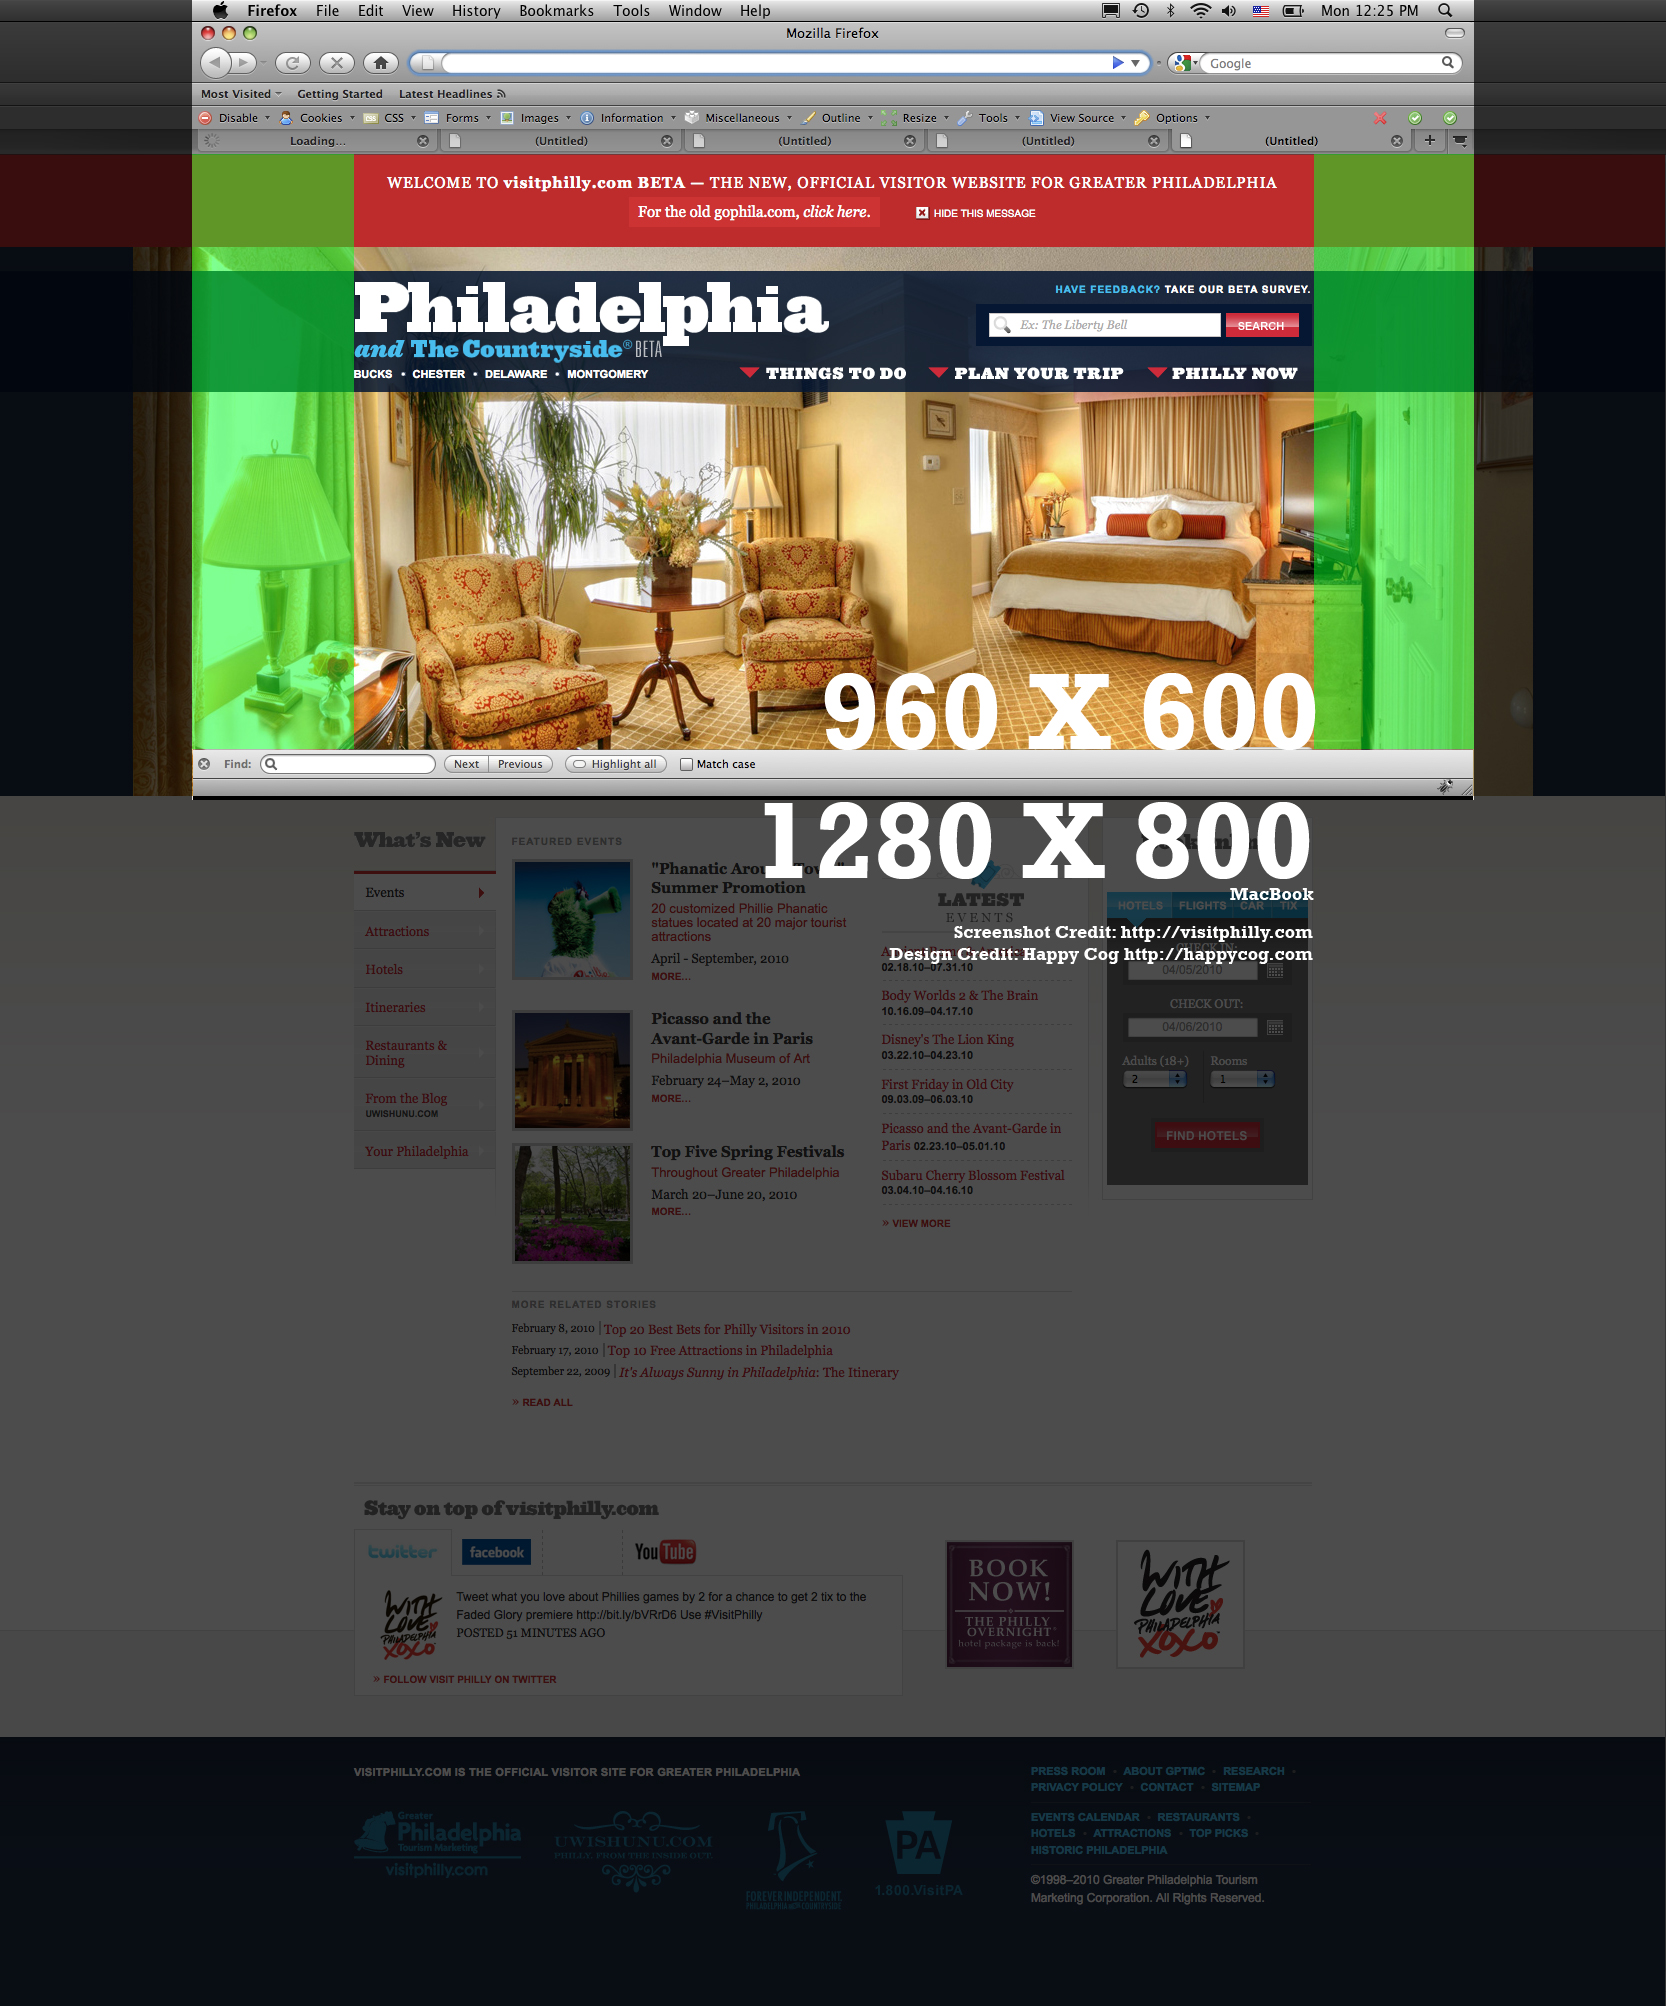 Firefox File Edit View History Bookmarks Tools Window Help Mon 12:25 PM
Mozilla Firefox
Google
Most Visited Getting Started Latest Headlines
Disable Cookies CSS Forms Images Information Miscellaneous Outline Resize Tools View Source Options
Loading... (Untitled) (Untitled) (Untitled) (Untitled)
WELCOME TO visitphilly.com BETA — THE NEW, OFFICIAL VISITOR WEBSITE FOR GREATER PHILADELPHIA
For the old gophila.com, click here. HIDE THIS MESSAGE
Philadelphia
and The Countryside® BETA
BUCKS • CHESTER • DELAWARE • MONTGOMERY
HAVE FEEDBACK? TAKE OUR BETA SURVEY.
Ex: The Liberty Bell SEARCH
THINGS TO DO PLAN YOUR TRIP PHILLY NOW
960 X 600
Find: Next Previous Highlight all Match case
1280 X 800
MacBook
Screenshot Credit: http://visitphilly.com
Design Credit: Happy Cog http://happycog.com
What's New
Events
Attractions
Hotels
Itineraries
Restaurants &
Dining
From the Blog
UWISHUNU.COM
Your Philadelphia
FEATURED EVENTS
"Phanatic Around Town"
Summer Promotion
20 customized Phillie Phanatic
statues located at 20 major tourist
attractions
April - September, 2010
MORE...
Picasso and the
Avant-Garde in Paris
Philadelphia Museum of Art
February 24–May 2, 2010
MORE...
Top Five Spring Festivals
Throughout Greater Philadelphia
March 20–June 20, 2010
MORE...
LATEST
EVENTS
02.18.10–07.31.10
Body Worlds 2 & The Brain
10.16.09–04.17.10
Disney's The Lion King
03.22.10–04.23.10
First Friday in Old City
09.03.09–06.03.10
Picasso and the Avant-Garde in
Paris 02.23.10–05.01.10
Subaru Cherry Blossom Festival
03.04.10–04.16.10
» VIEW MORE
HOTELS FLIGHTS CAR TIX
CHECK IN:
04/05/2010
CHECK OUT:
04/06/2010
Adults (18+) Rooms
2 1
FIND HOTELS
MORE RELATED STORIES
February 8, 2010 | Top 20 Best Bets for Philly Visitors in 2010
February 17, 2010 | Top 10 Free Attractions in Philadelphia
September 22, 2009 | It's Always Sunny in Philadelphia: The Itinerary
» READ ALL
Stay on top of visitphilly.com
twitter facebook YouTube
Tweet what you love about Phillies games by 2 for a chance to get 2 tix to the
Faded Glory premiere http://bit.ly/bVRrD6 Use #VisitPhilly
POSTED 51 MINUTES AGO
WITH
LOVE
PHILADELPHIA
XOXO
» FOLLOW VISIT PHILLY ON TWITTER
BOOK
NOW!
THE PHILLY
OVERNIGHT®
hotel package is back!
WITH
LOVE
PHILADELPHIA
XOXO
VISITPHILLY.COM IS THE OFFICIAL VISITOR SITE FOR GREATER PHILADELPHIA
Greater
Philadelphia
Tourism Marketing
visitphilly.com
UWISHUNU.COM
PHILLY. FROM THE INSIDE OUT.
FOREVER INDEPENDENT.
PHILADELPHIA AND THE COUNTRYSIDE
PA
1.800.VisitPA
PRESS ROOM • ABOUT GPTMC • RESEARCH •
PRIVACY POLICY • CONTACT • SITEMAP
EVENTS CALENDAR • RESTAURANTS •
HOTELS • ATTRACTIONS • TOP PICKS •
HISTORIC PHILADELPHIA
©1998–2010 Greater Philadelphia Tourism
Marketing Corporation. All Rights Reserved.